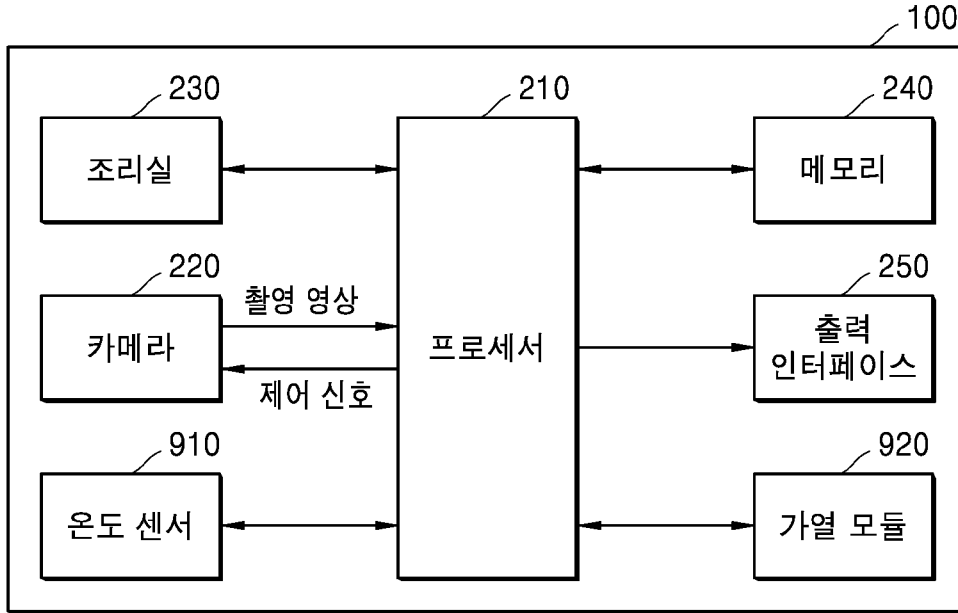 100
230
210
240
조리실
메모리
220
250
촬영 영상
카메라
프로세서
출력
인터페이스
제어 신호
910
920
온도 센서
가열 모듈